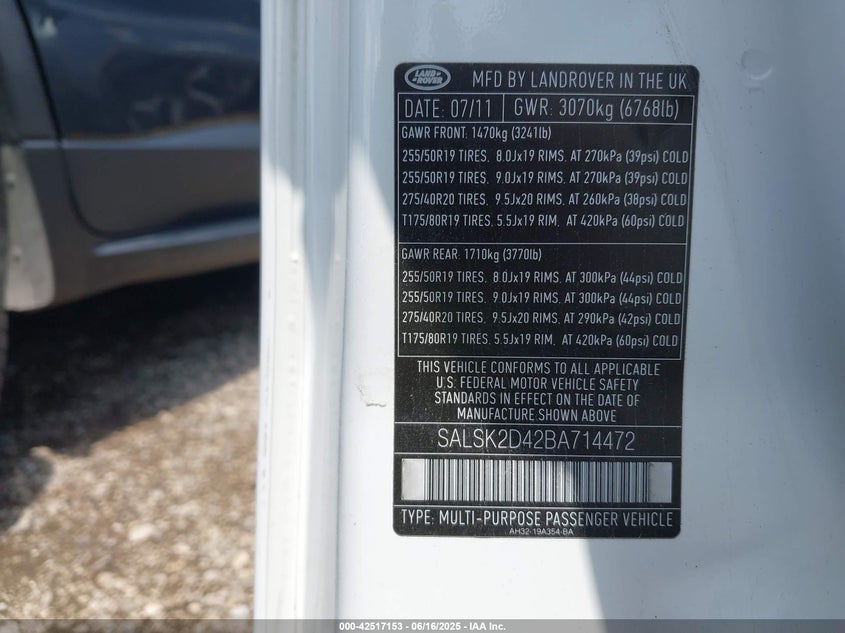 LAND ROVER MFD BY LANDROVER IN THE UK
DATE: 07/11 GWR: 3070kg (6768lb)
GAWR FRONT: 1470kg (3241lb)
255/50R19 TIRES, 8.0Jx19 RIMS, AT 270kPa (39psi) COLD
255/50R19 TIRES, 9.0Jx19 RIMS, AT 270kPa (39psi) COLD
275/40R20 TIRES, 9.5Jx20 RIMS, AT 260kPa (38psi) COLD
T175/80R19 TIRES, 5.5Jx19 RIM, AT 420kPa (60psi) COLD
GAWR REAR: 1710kg (3770lb)
255/50R19 TIRES, 8.0Jx19 RIMS, AT 300kPa (44psi) COLD
255/50R19 TIRES, 9.0Jx19 RIMS, AT 300kPa (44psi) COLD
275/40R20 TIRES, 9.5Jx20 RIMS, AT 290kPa (42psi) COLD
T175/80R19 TIRES, 5.5Jx19 RIM, AT 420kPa (60psi) COLD
THIS VEHICLE CONFORMS TO ALL APPLICABLE
U.S. FEDERAL MOTOR VEHICLE SAFETY
STANDARDS IN EFFECT ON THE DATE OF
MANUFACTURE SHOWN ABOVE
SALSK2D42BA714472
TYPE: MULTI-PURPOSE PASSENGER VEHICLE
AH32-19A354-BA
000-42517153 - 06/16/2025 - IAA Inc.